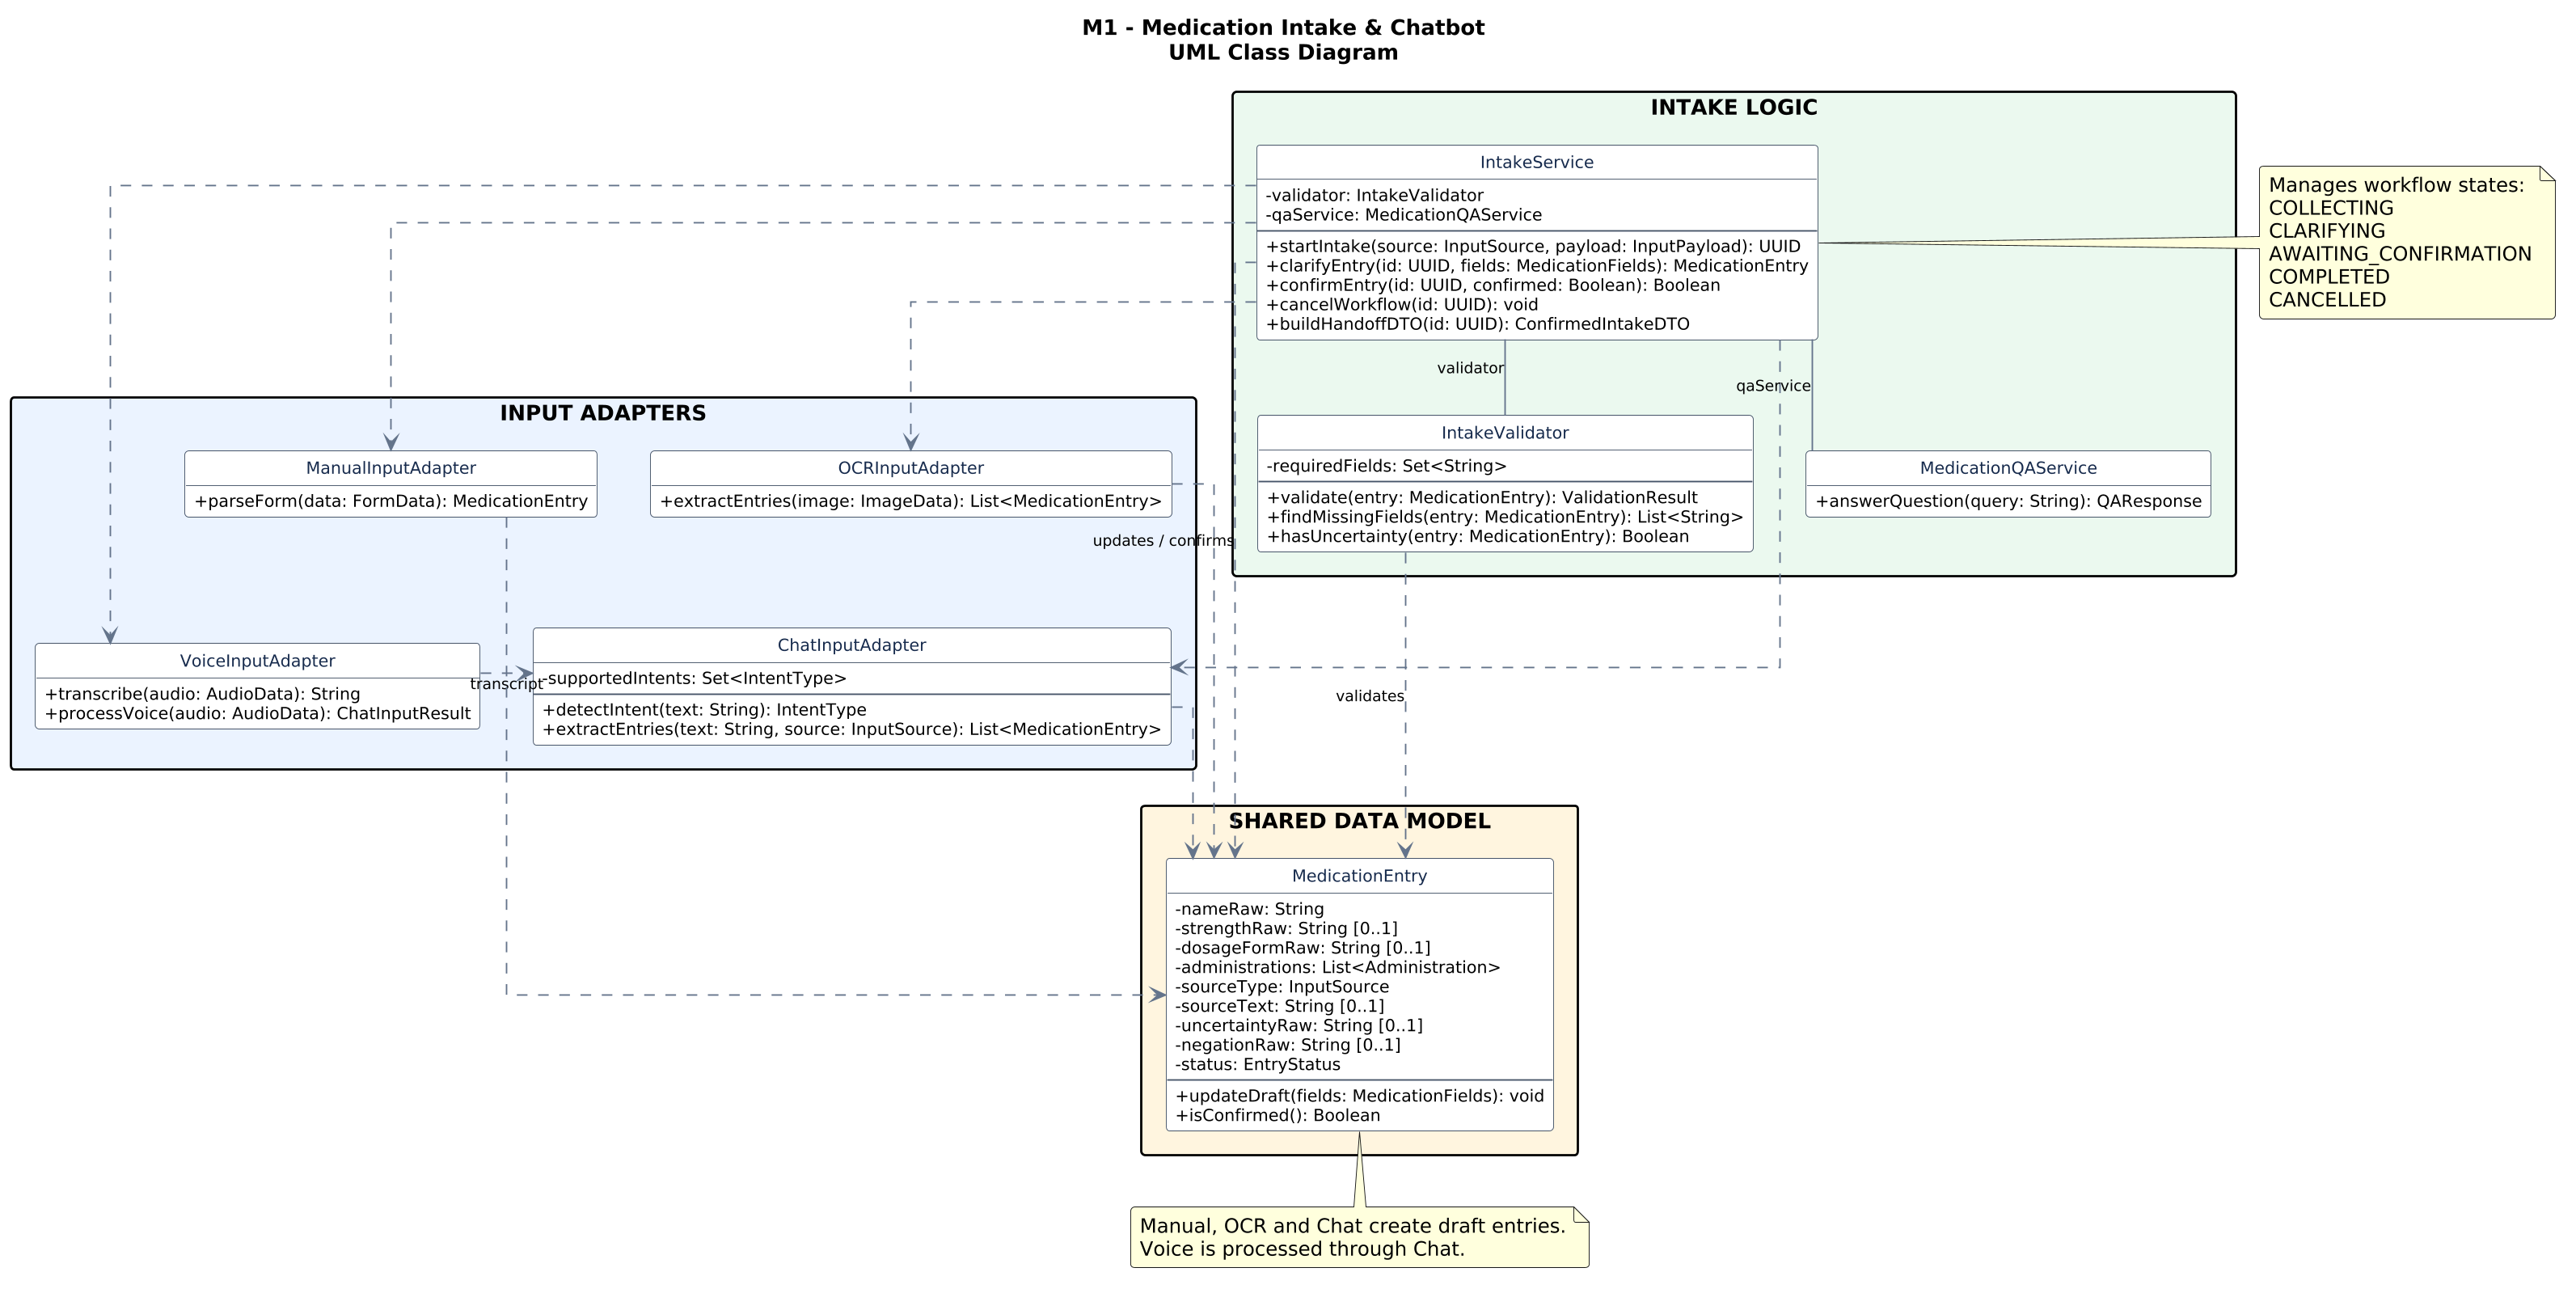 M1 - Medication Intake & Chatbot
UML Class Diagram
INTAKE LOGIC
IntakeService
-validator: IntakeValidator
-qaService: MedicationQAService
+startIntake(source: InputSource, payload: InputPayload): UUID
+clarifyEntry(id: UUID, fields: MedicationFields): MedicationEntry
+confirmEntry(id: UUID, confirmed: Boolean): Boolean
+cancelWorkflow(id: UUID): void
+buildHandoffDTO(id: UUID): ConfirmedIntakeDTO
Manages workflow states:
COLLECTING
CLARIFYING
AWAITING_CONFIRMATION
COMPLETED
CANCELLED
validator
qaService
IntakeValidator
-requiredFields: Set<String>
+validate(entry: MedicationEntry): ValidationResult
+findMissingFields(entry: MedicationEntry): List<String>
+hasUncertainty(entry: MedicationEntry): Boolean
MedicationQAService
+answerQuestion(query: String): QAResponse
INPUT ADAPTERS
ManualInputAdapter
+parseForm(data: FormData): MedicationEntry
OCRInputAdapter
+extractEntries(image: ImageData): List<MedicationEntry>
updates / confirms
VoiceInputAdapter
+transcribe(audio: AudioData): String
+processVoice(audio: AudioData): ChatInputResult
transcript
ChatInputAdapter
-supportedIntents: Set<IntentType>
+detectIntent(text: String): IntentType
+extractEntries(text: String, source: InputSource): List<MedicationEntry>
validates
SHARED DATA MODEL
MedicationEntry
-nameRaw: String
-strengthRaw: String [0..1]
-dosageFormRaw: String [0..1]
-administrations: List<Administration>
-sourceType: InputSource
-sourceText: String [0..1]
-uncertaintyRaw: String [0..1]
-negationRaw: String [0..1]
-status: EntryStatus
+updateDraft(fields: MedicationFields): void
+isConfirmed(): Boolean
Manual, OCR and Chat create draft entries.
Voice is processed through Chat.